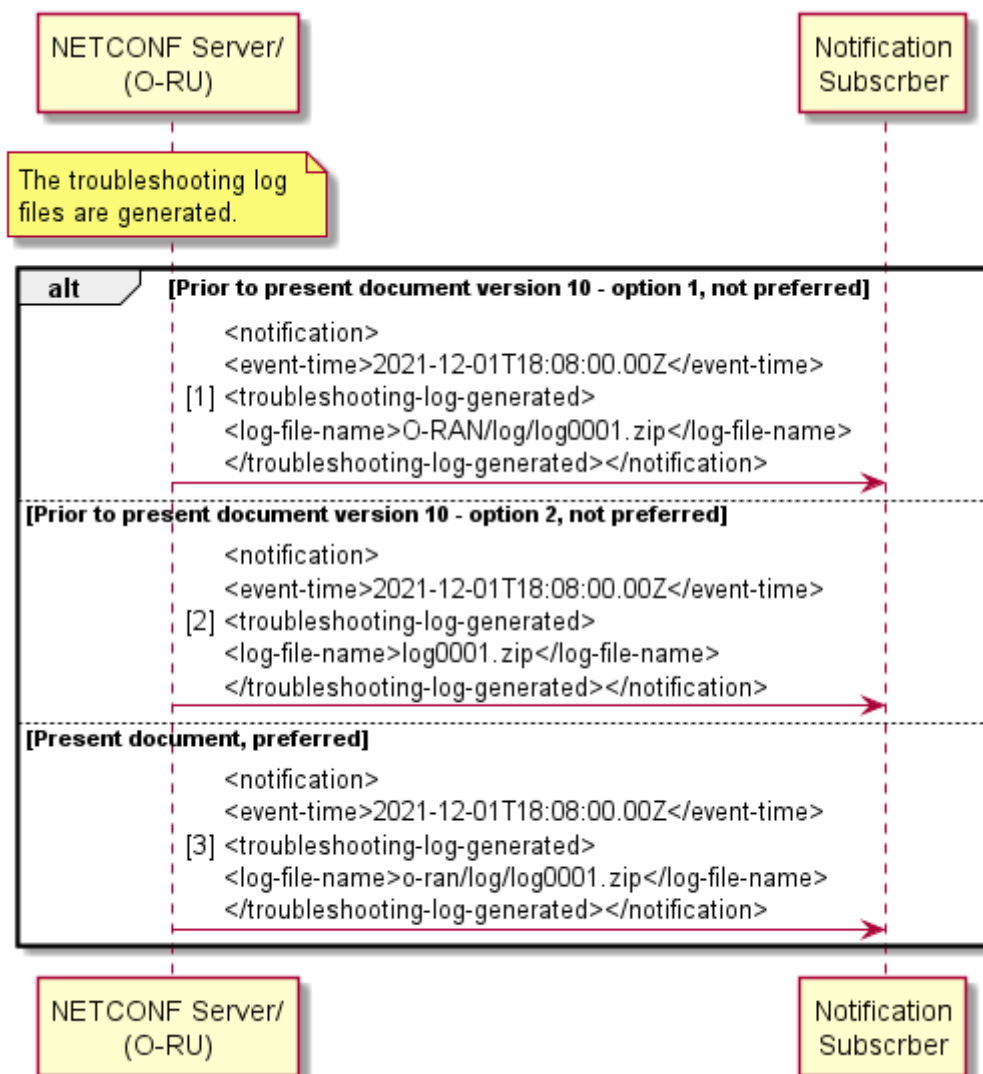 NETCONF Server/
(O-RU)
Notification
Subscrber
The troubleshooting log
files are generated.
alt
[Prior to present document version 10 - option 1, not preferred]
<notification>
<event-time>2021-12-01T18:08:00.00Z</event-time>
[1] <troubleshooting-log-generated>
<log-file-name>O-RAN/log/log0001.zip</log-file-name>
</troubleshooting-log-generated></notification>
[Prior to present document version 10 - option 2, not preferred]
<notification>
<event-time>2021-12-01T18:08:00.00Z</event-time>
[2] <troubleshooting-log-generated>
<log-file-name>log0001.zip</log-file-name>
</troubleshooting-log-generated></notification>
[Present document, preferred]
<notification>
<event-time>2021-12-01T18:08:00.00Z</event-time>
[3] <troubleshooting-log-generated>
<log-file-name>o-ran/log/log0001.zip</log-file-name>
</troubleshooting-log-generated></notification>
NETCONF Server/
(O-RU)
Notification
Subscrber